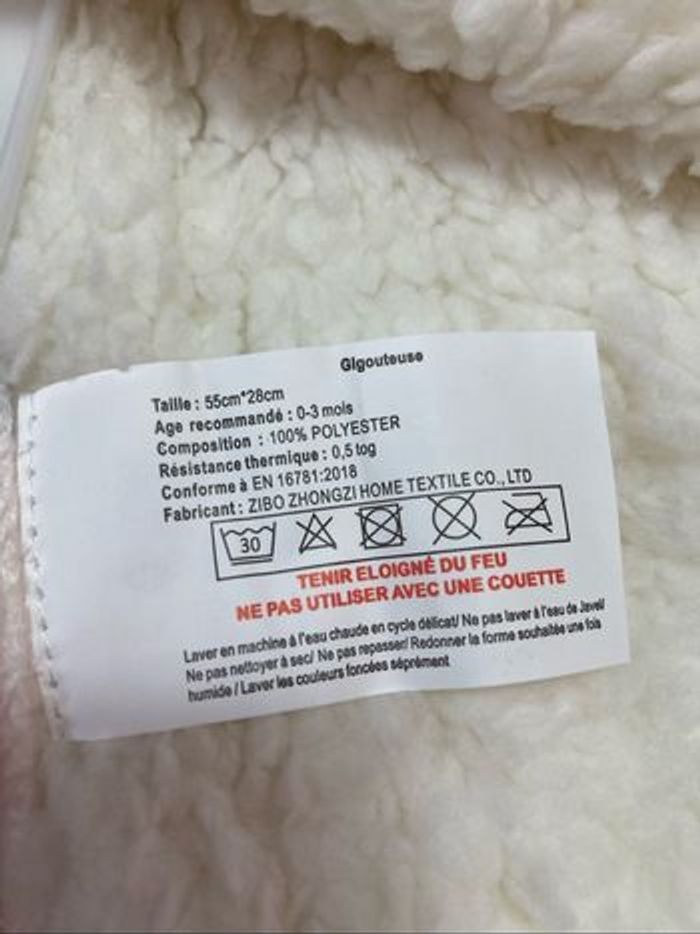 Gigouteuse
Taille : 55cm*28cm
Age recommandé : 0-3 mois
Composition : 100% POLYESTER
Résistance thermique : 0,5 tog
Conforme à EN 16781:2018
Fabricant : ZIBO ZHONGZI HOME TEXTILE CO., LTD
30
TENIR ELOIGNÉ DU FEU
NE PAS UTILISER AVEC UNE COUETTE
Laver en machine à l'eau chaude en cycle délicat/ Ne pas laver à l'eau de Javel/
Ne pas nettoyer à sec/ Ne pas repasser/ Redonner la forme souhaitée une fois
humide / Laver les couleurs foncées séprément